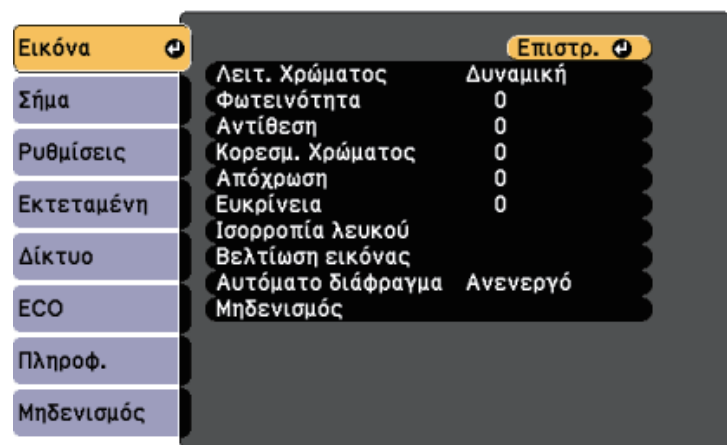 Εικόνα
Σήμα
Ρυθμίσεις
Εκτεταμένη
Δίκτυο
ECO
Πληροφ.
Μηδενισμός
Επιστρ.
Λειτ. Χρώματος Δυναμική
Φωτεινότητα 0
Αντίθεση 0
Κορεσμ. Χρώματος 0
Απόχρωση 0
Ευκρίνεια 0
Ισορροπία λευκού
Βελτίωση εικόνας
Αυτόματο διάφραγμα Ανενεργό
Μηδενισμός